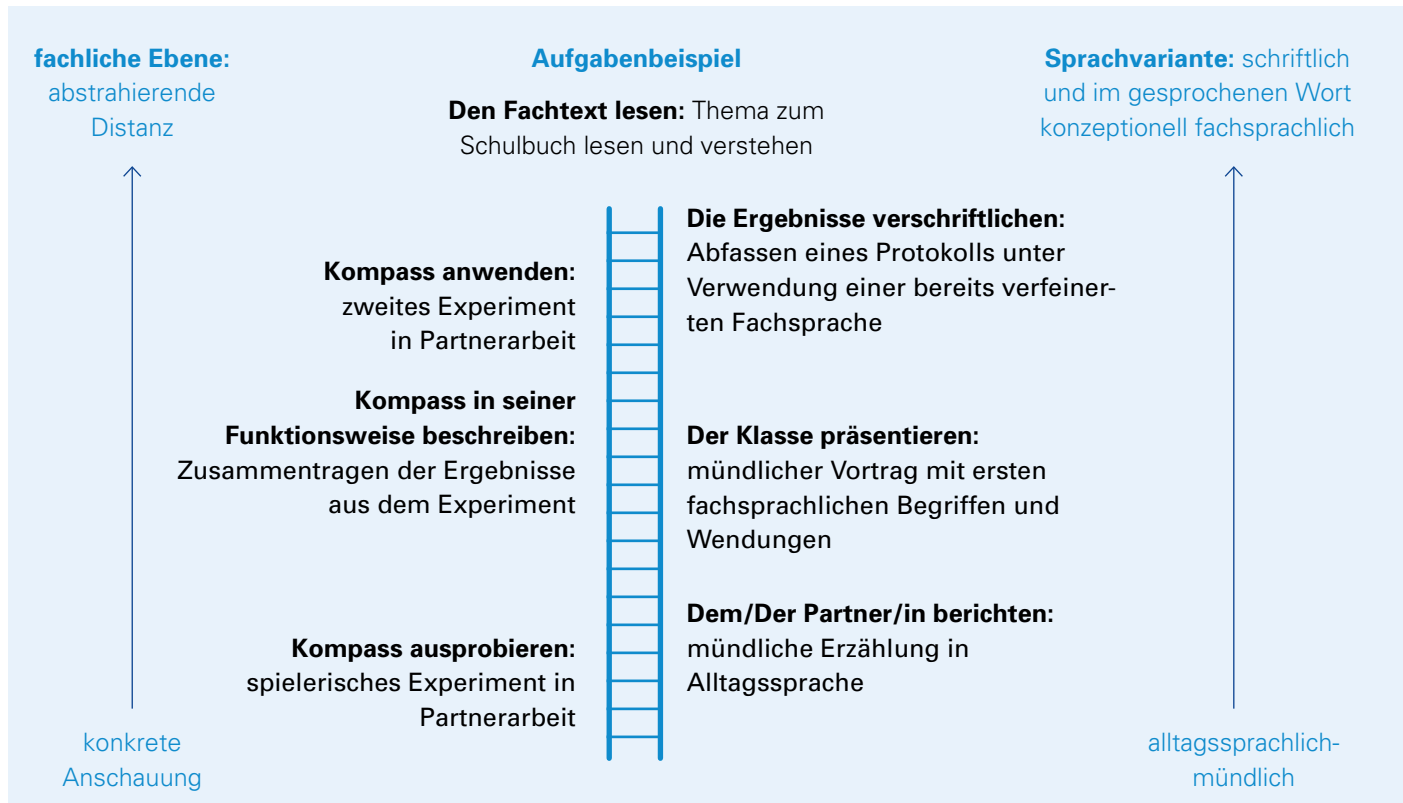 fachliche Ebene:
abstrahierende
Distanz
Aufgabenbeispiel
Den Fachtext lesen: Thema zum
Schulbuch lesen und verstehen
Sprachvariante: schriftlich
und im gesprochenen Wort
konzeptionell fachsprachlich
Die Ergebnisse verschriftlichen:
Abfassen eines Protokolls unter
Verwendung einer bereits verfeiner-
ten Fachsprache
Kompass anwenden:
zweites Experiment
in Partnerarbeit
Kompass in seiner
Funktionsweise beschreiben:
Zusammentragen der Ergebnisse
aus dem Experiment
Der Klasse präsentieren:
mündlicher Vortrag mit ersten
fachsprachlichen Begriffen und
Wendungen
Dem/Der Partner/in berichten:
mündliche Erzählung in
Alltagssprache
Kompass ausprobieren:
spielerisches Experiment in
Partnerarbeit
konkrete
Anschauung
alltagssprachlich-
mündlich